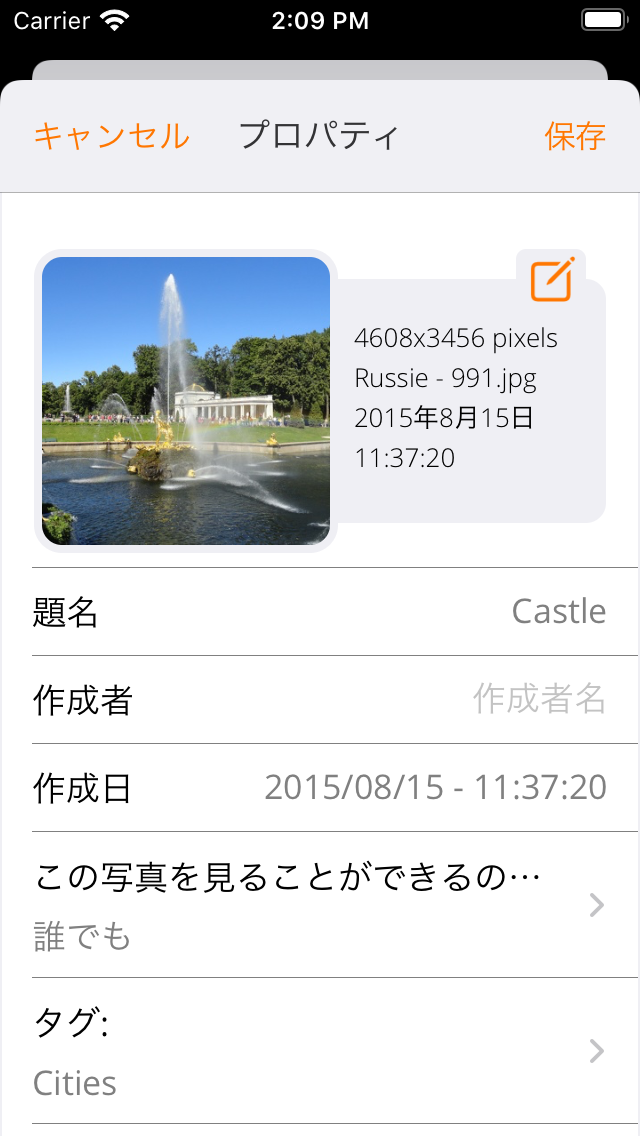 Carrier 2:09 PM
キャンセル プロパティ 保存
4608x3456 pixels
Russie - 991.jpg
2015年8月15日
11:37:20
題名 Castle
作成者 作成者名
作成日 2015/08/15 - 11:37:20
この写真を見ることができるの…
誰でも
タグ:
Cities